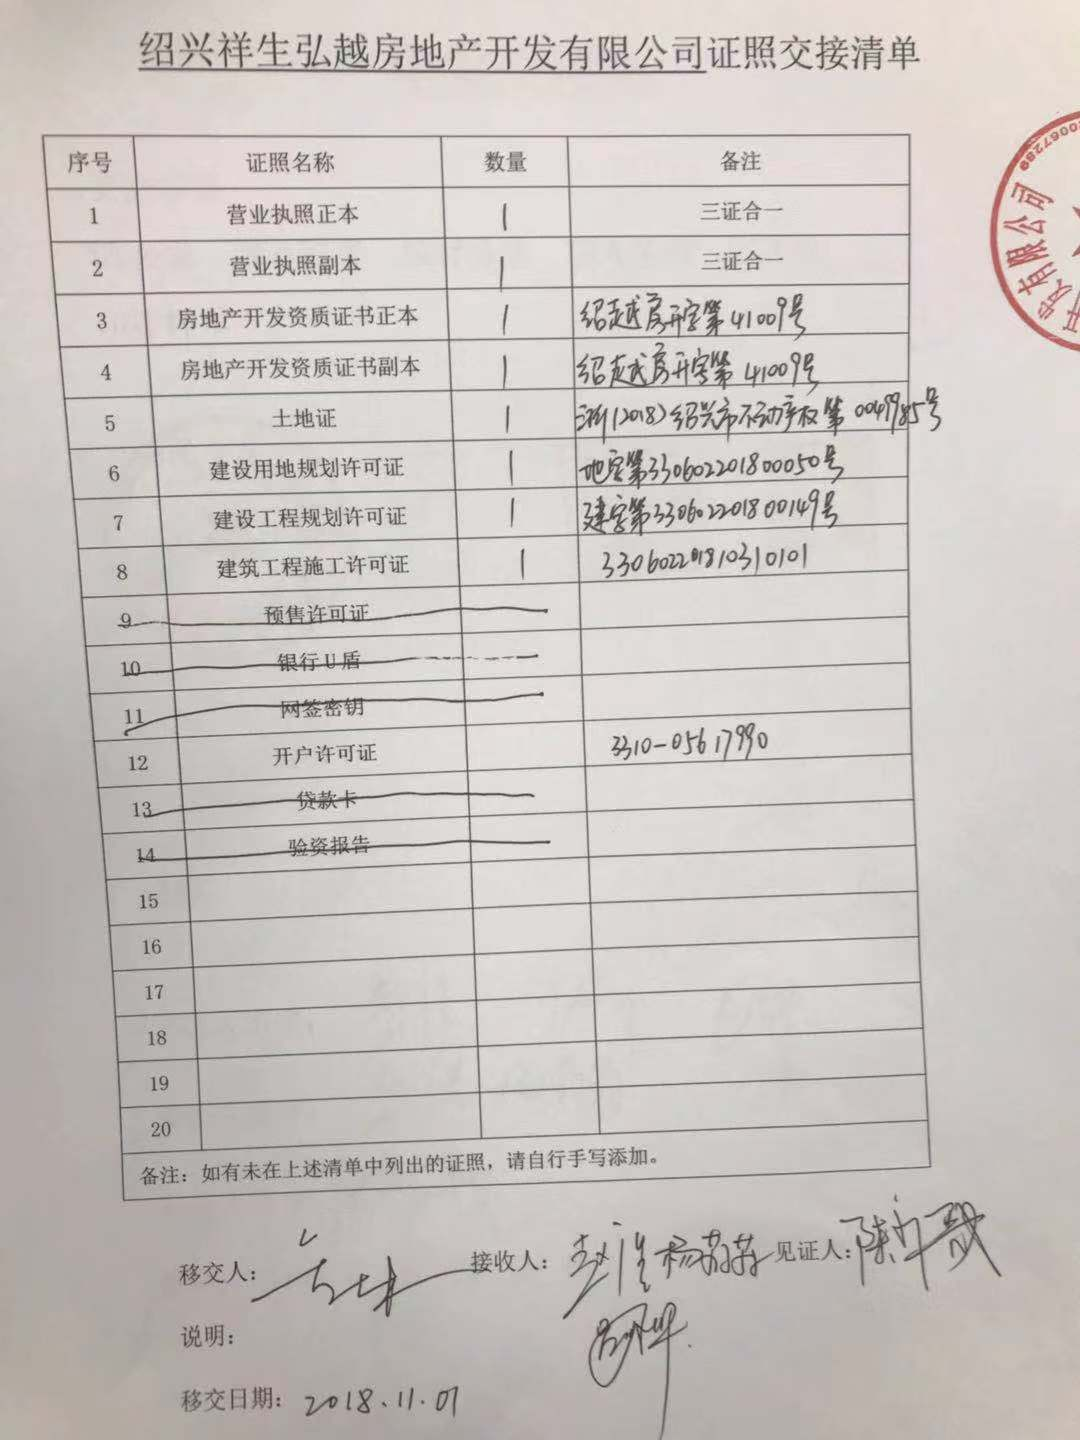 绍兴祥生弘越房地产开发有限公司证照交接清单
序号 证照名称 数量 备注
1 营业执照正本 1 三证合一
2 营业执照副本 1 三证合一
3 房地产开发资质证书正本 1 绍越房开字第41009号
4 房地产开发资质证书副本 1 绍越房开字第41009号
5 土地证 1 浙(2018)绍兴市不动产权第0049985号
6 建设用地规划许可证 1 地字第330602201800050号
7 建设工程规划许可证 1 建字第330602201800149号
8 建筑工程施工许可证 1 330602201810310101
9 预售许可证
10 银行U盾
11 网签密钥
12 开户许可证 3310-05617990
13 贷款卡
14 验资报告
15
16
17
18
19
20
备注：如有未在上述清单中列出的证照，请自行手写添加。
移交人： 接收人： 杨莉莉 见证人：
说明：
移交日期：2018.11.07
开发有限公司